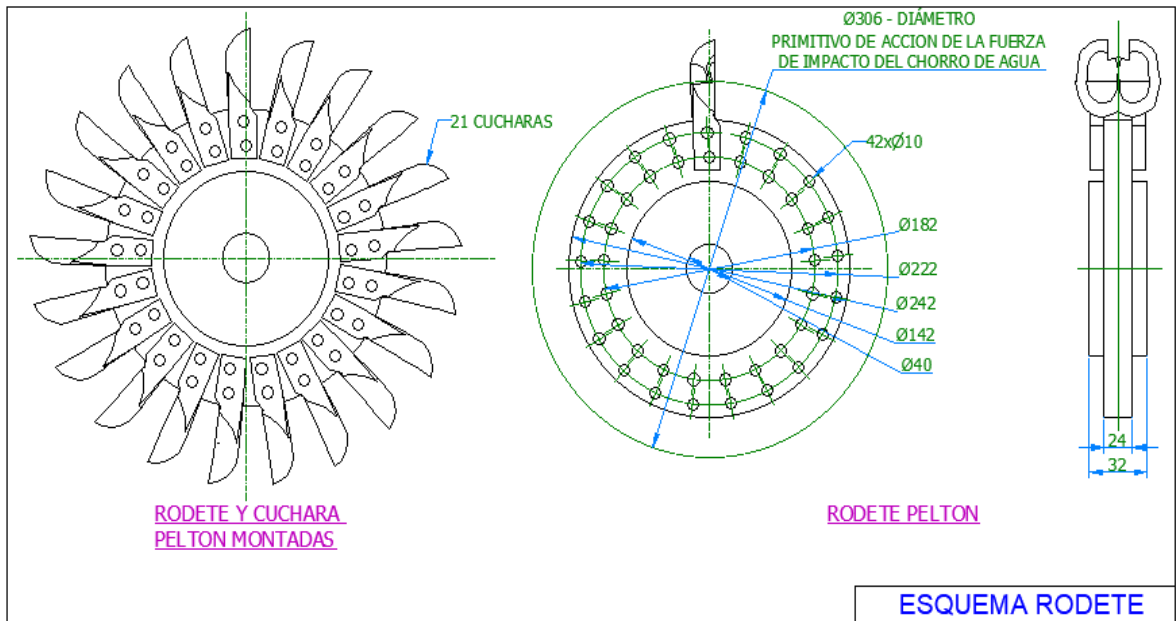 Ø306 - DIÁMETRO
PRIMITIVO DE ACCION DE LA FUERZA
DE IMPACTO DEL CHORRO DE AGUA
21 CUCHARAS
42xØ10
Ø182
Ø222
Ø242
Ø142
Ø40
24
32
RODETE Y CUCHARA
PELTON MONTADAS
RODETE PELTON
ESQUEMA RODETE